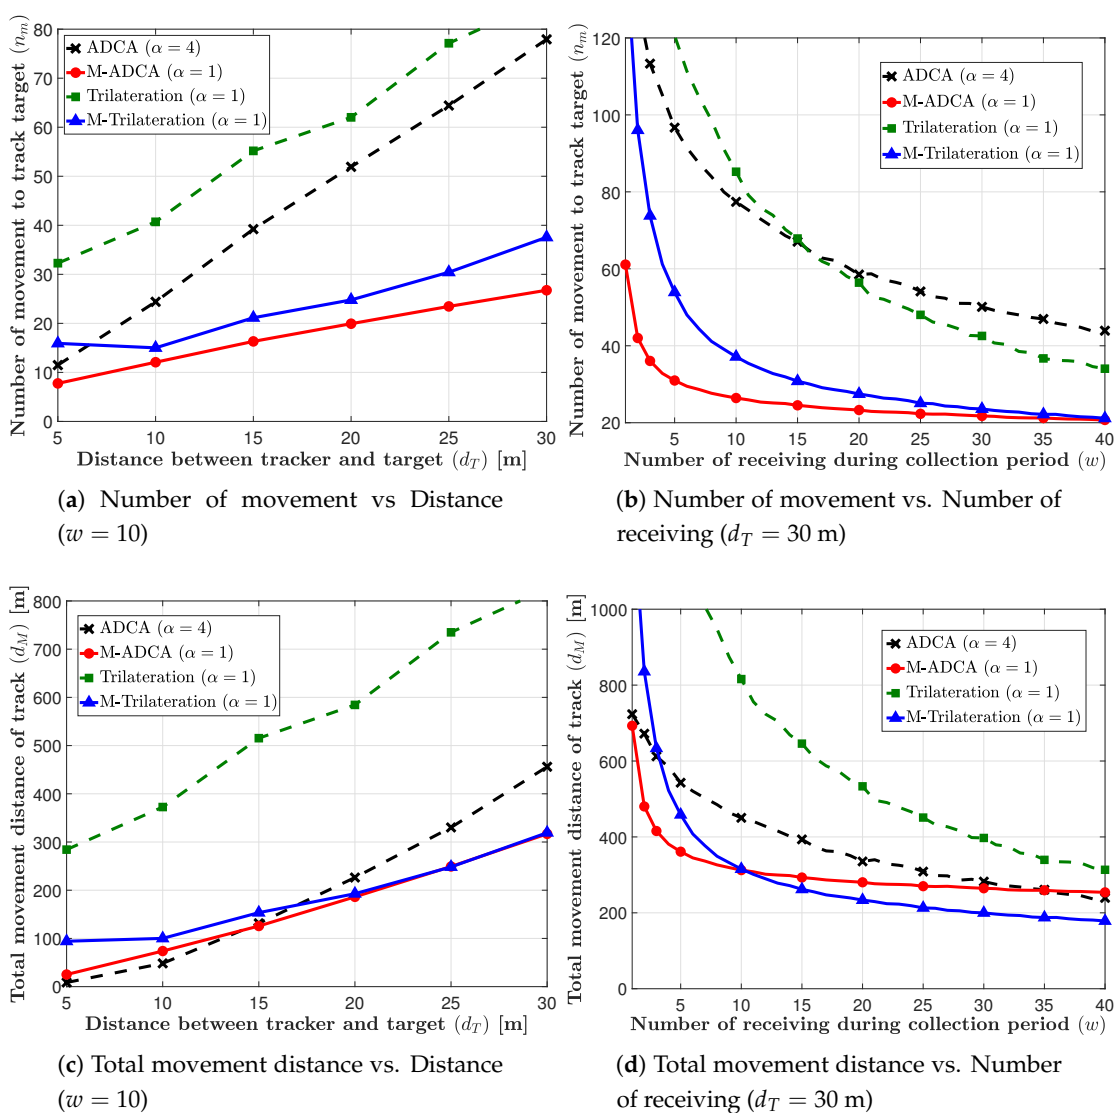 Number of movement to track target (n_m)
80
70
60
50
40
30
20
10
0
ADCA (α = 4)
M-ADCA (α = 1)
Trilateration (α = 1)
M-Trilateration (α = 1)
5 10 15 20 25 30
Distance between tracker and target (d_T) [m]
(a) Number of movement vs Distance
(w = 10)
Number of movement to track target (n_m)
120
100
80
60
40
20
ADCA (α = 4)
M-ADCA (α = 1)
Trilateration (α = 1)
M-Trilateration (α = 1)
5 10 15 20 25 30 35 40
Number of receiving during collection period (w)
(b) Number of movement vs. Number of
receiving (d_T = 30 m)
Total movement distance of track (d_M) [m]
800
700
600
500
400
300
200
100
0
ADCA (α = 4)
M-ADCA (α = 1)
Trilateration (α = 1)
M-Trilateration (α = 1)
5 10 15 20 25 30
Distance between tracker and target (d_T) [m]
(c) Total movement distance vs. Distance
(w = 10)
Total movement distance of track (d_M) [m]
1000
800
600
400
200
0
ADCA (α = 4)
M-ADCA (α = 1)
Trilateration (α = 1)
M-Trilateration (α = 1)
5 10 15 20 25 30 35 40
Number of receiving during collection period (w)
(d) Total movement distance vs. Number
of receiving (d_T = 30 m)